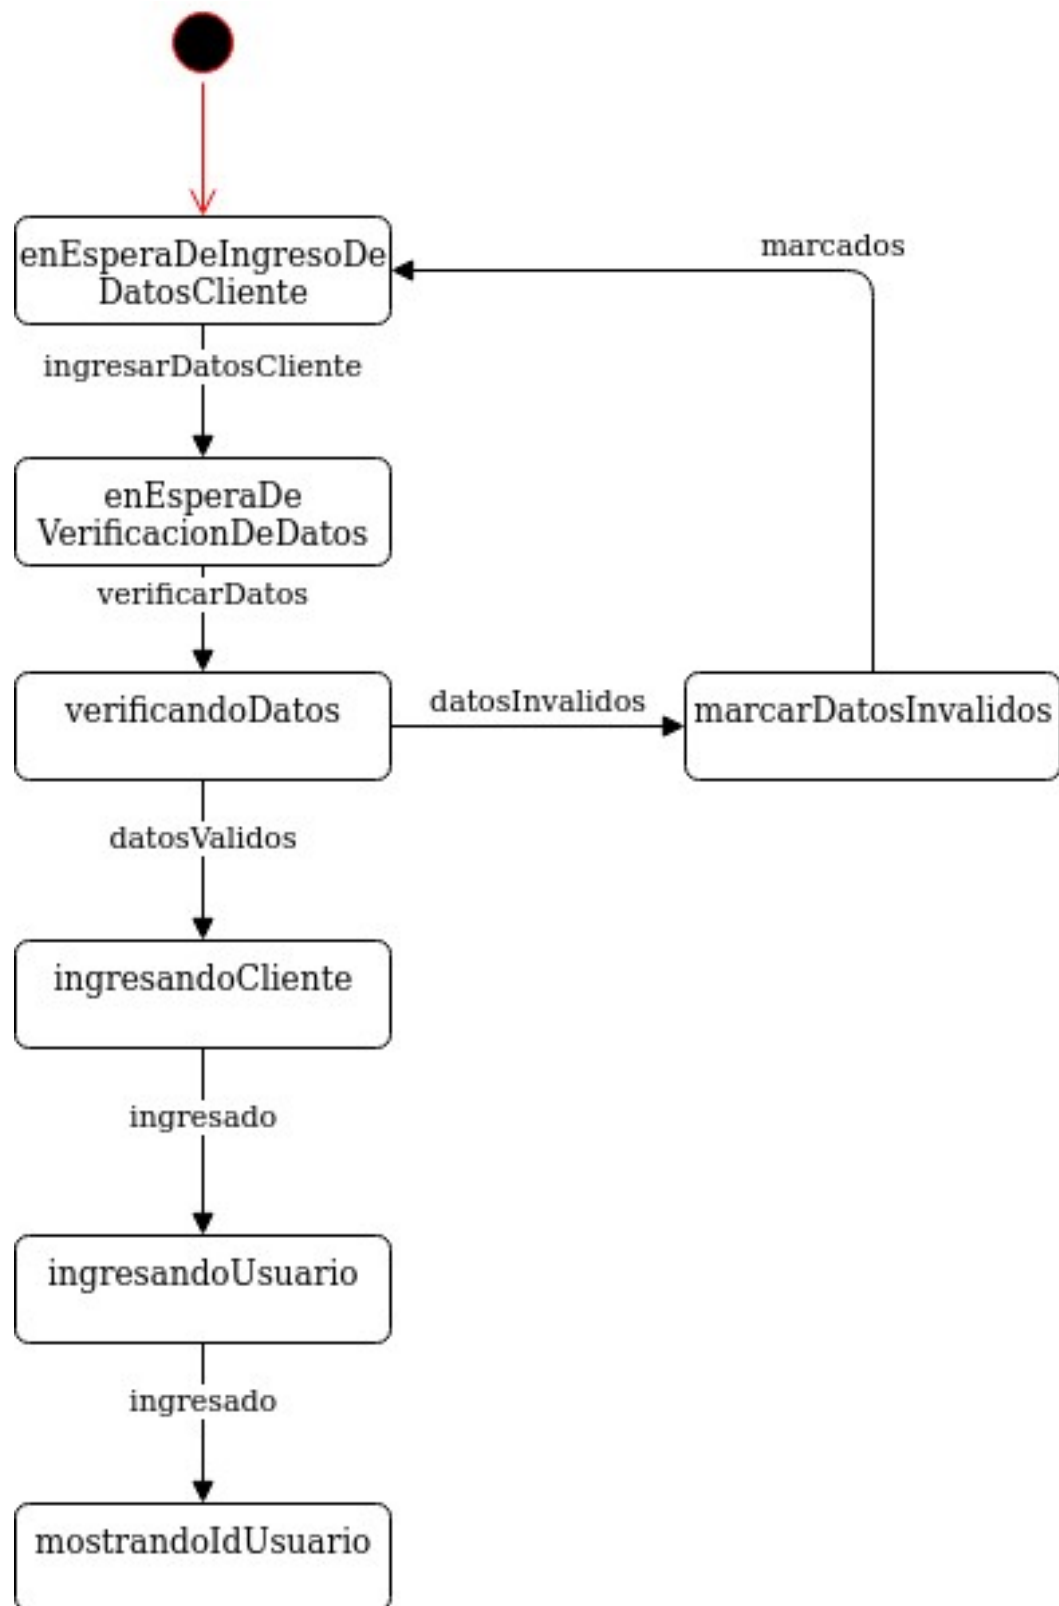 enEsperaDeIngresoDe
DatosCliente
marcados
ingresarDatosCliente
enEsperaDe
VerificacionDeDatos
verificarDatos
verificandoDatos
datosInvalidos
marcarDatosInvalidos
datosValidos
ingresandoCliente
ingresado
ingresandoUsuario
ingresado
mostrandoIdUsuario